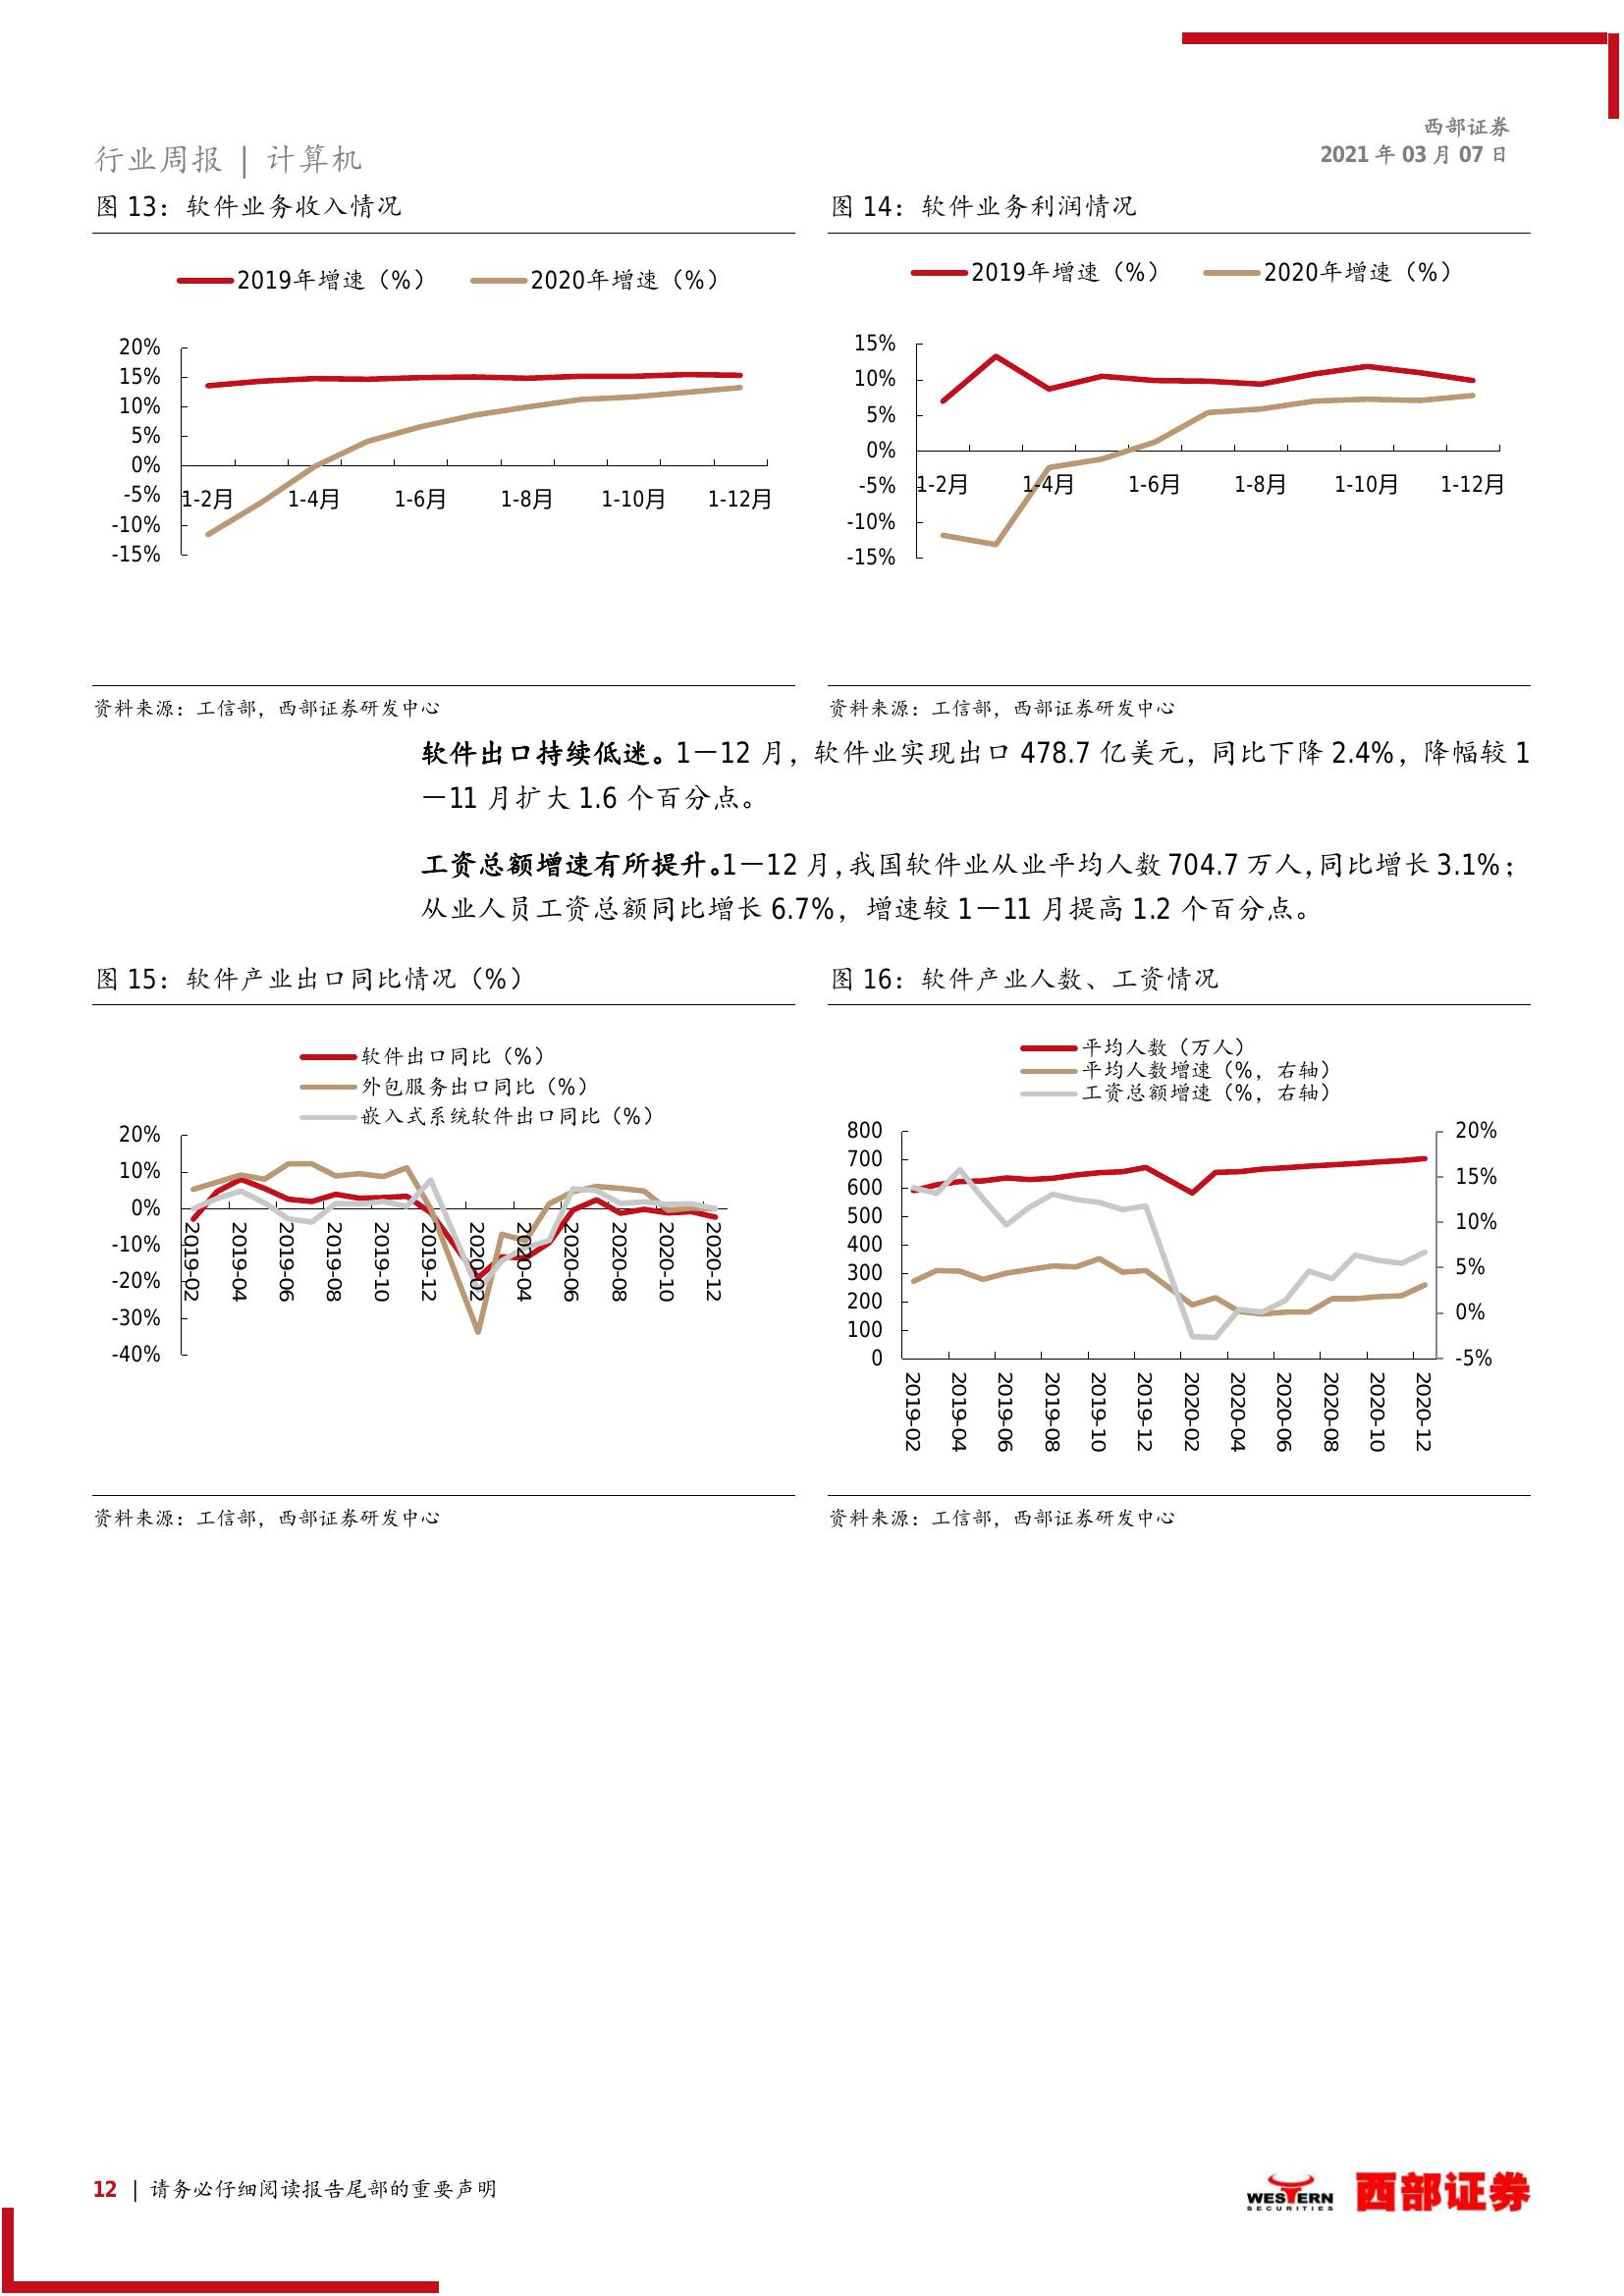 西部证券
2021 年 03 月 07 日
行业周报 | 计算机
图 13：软件业务收入情况
2019年增速（%）
2020年增速（%）
20%
15%
10%
5%
0%
-5%
-10%
-15%
1-2月
1-4月
1-6月
1-8月
1-10月
1-12月
资料来源：工信部，西部证券研发中心
图 14：软件业务利润情况
2019年增速（%）
2020年增速（%）
15%
10%
5%
0%
-5%
-10%
-15%
1-2月
1-4月
1-6月
1-8月
1-10月
1-12月
资料来源：工信部，西部证券研发中心
软件出口持续低迷。1－12 月，软件业实现出口 478.7 亿美元，同比下降 2.4%，降幅较 1
－11 月扩大 1.6 个百分点。
工资总额增速有所提升。1－12 月，我国软件业从业平均人数 704.7 万人，同比增长 3.1%；
从业人员工资总额同比增长 6.7%，增速较 1－11 月提高 1.2 个百分点。
图 15：软件产业出口同比情况（%）
软件出口同比（%）
外包服务出口同比（%）
嵌入式系统软件出口同比（%）
20%
10%
0%
-10%
-20%
-30%
-40%
2019-02
2019-04
2019-06
2019-08
2019-10
2019-12
2020-02
2020-04
2020-06
2020-08
2020-10
2020-12
资料来源：工信部，西部证券研发中心
图 16：软件产业人数、工资情况
平均人数（万人）
平均人数增速（%，右轴）
工资总额增速（%，右轴）
800
700
600
500
400
300
200
100
0
20%
15%
10%
5%
0%
-5%
2019-02
2019-04
2019-06
2019-08
2019-10
2019-12
2020-02
2020-04
2020-06
2020-08
2020-10
2020-12
资料来源：工信部，西部证券研发中心
12 | 请务必仔细阅读报告尾部的重要声明
WESTERN
SECURITIES
西部证券